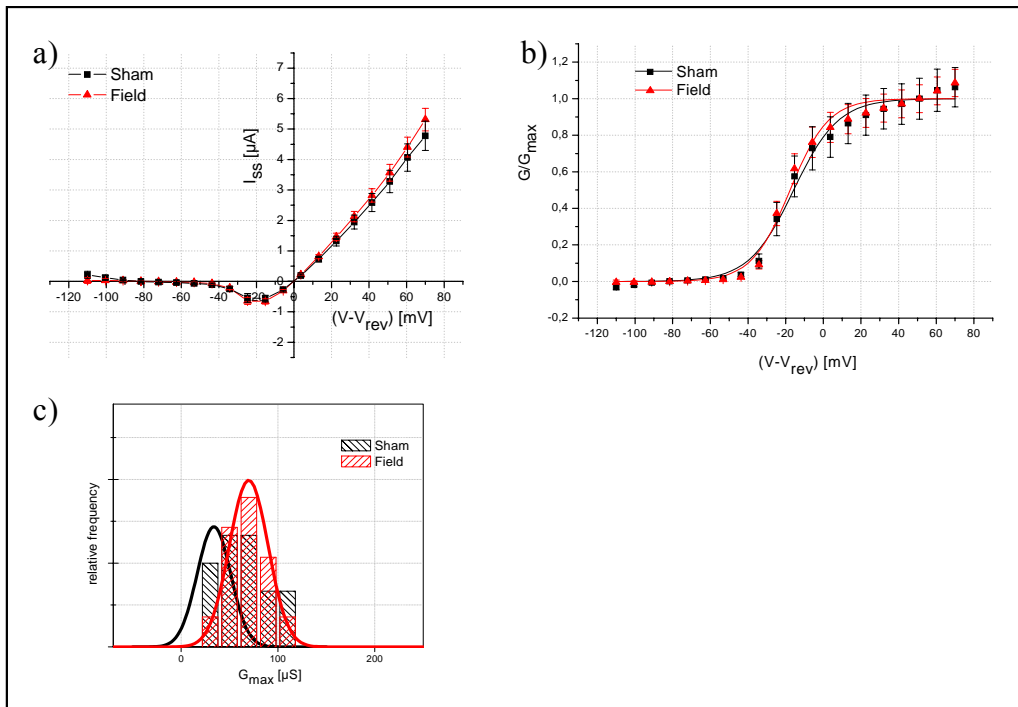 a)
Sham
Field
I_ss [µA]
7
6
5
4
3
2
1
0
-1
-2
-120 -100 -80 -60 -40 -20 0 20 40 60 80
(V-V_rev) [mV]
b)
Sham
Field
G/G_max
1,2
1,0
0,8
0,6
0,4
0,2
0,0
-0,2
-120 -100 -80 -60 -40 -20 0 20 40 60 80
(V-V_rev) [mV]
c)
Sham
Field
relative frequency
0 100 200
G_max [µS]